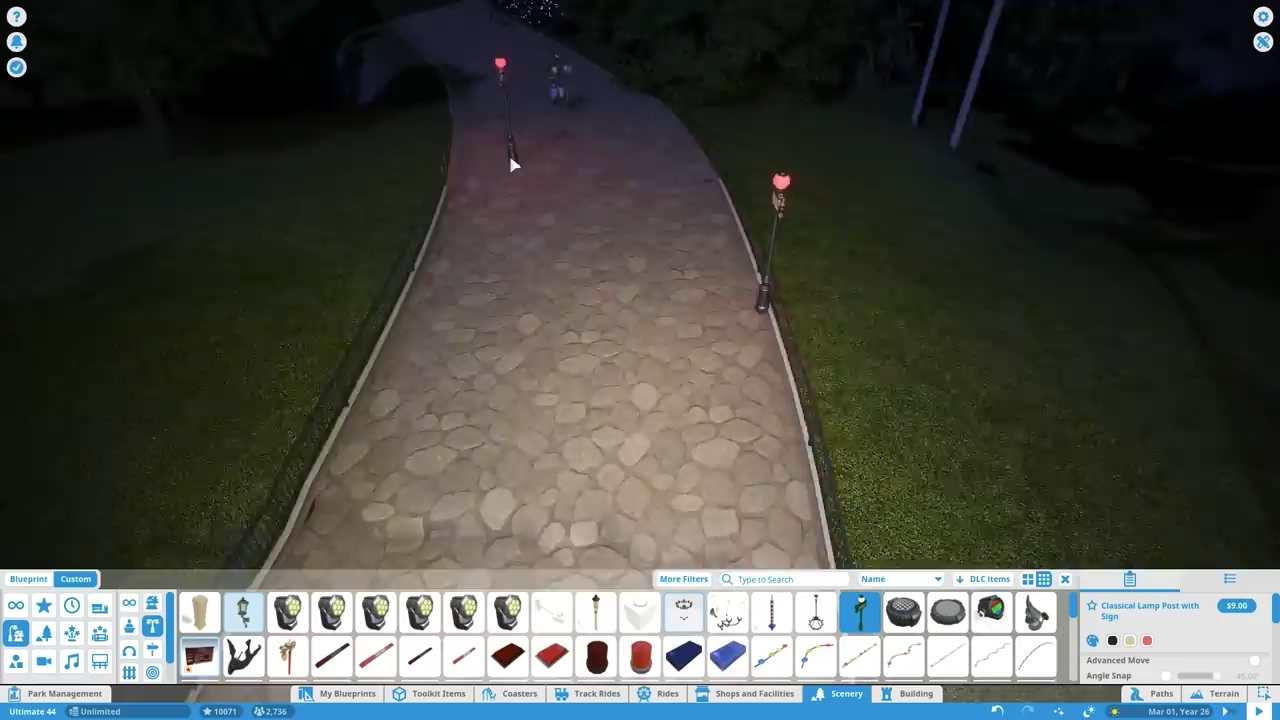 Blueprint Custom More Filters Type to Search Name DLC items
Classical Lamp Post with Sign $9.00
Advanced Move
Angle Snap 45.00°
Park Management My Blueprints Toolkit Items Coasters Track Rides Rides Shops and Facilities Scenery Building Paths Terrain
Ultimate 44 Unlimited 10071 2,736 Mar 01, Year 26